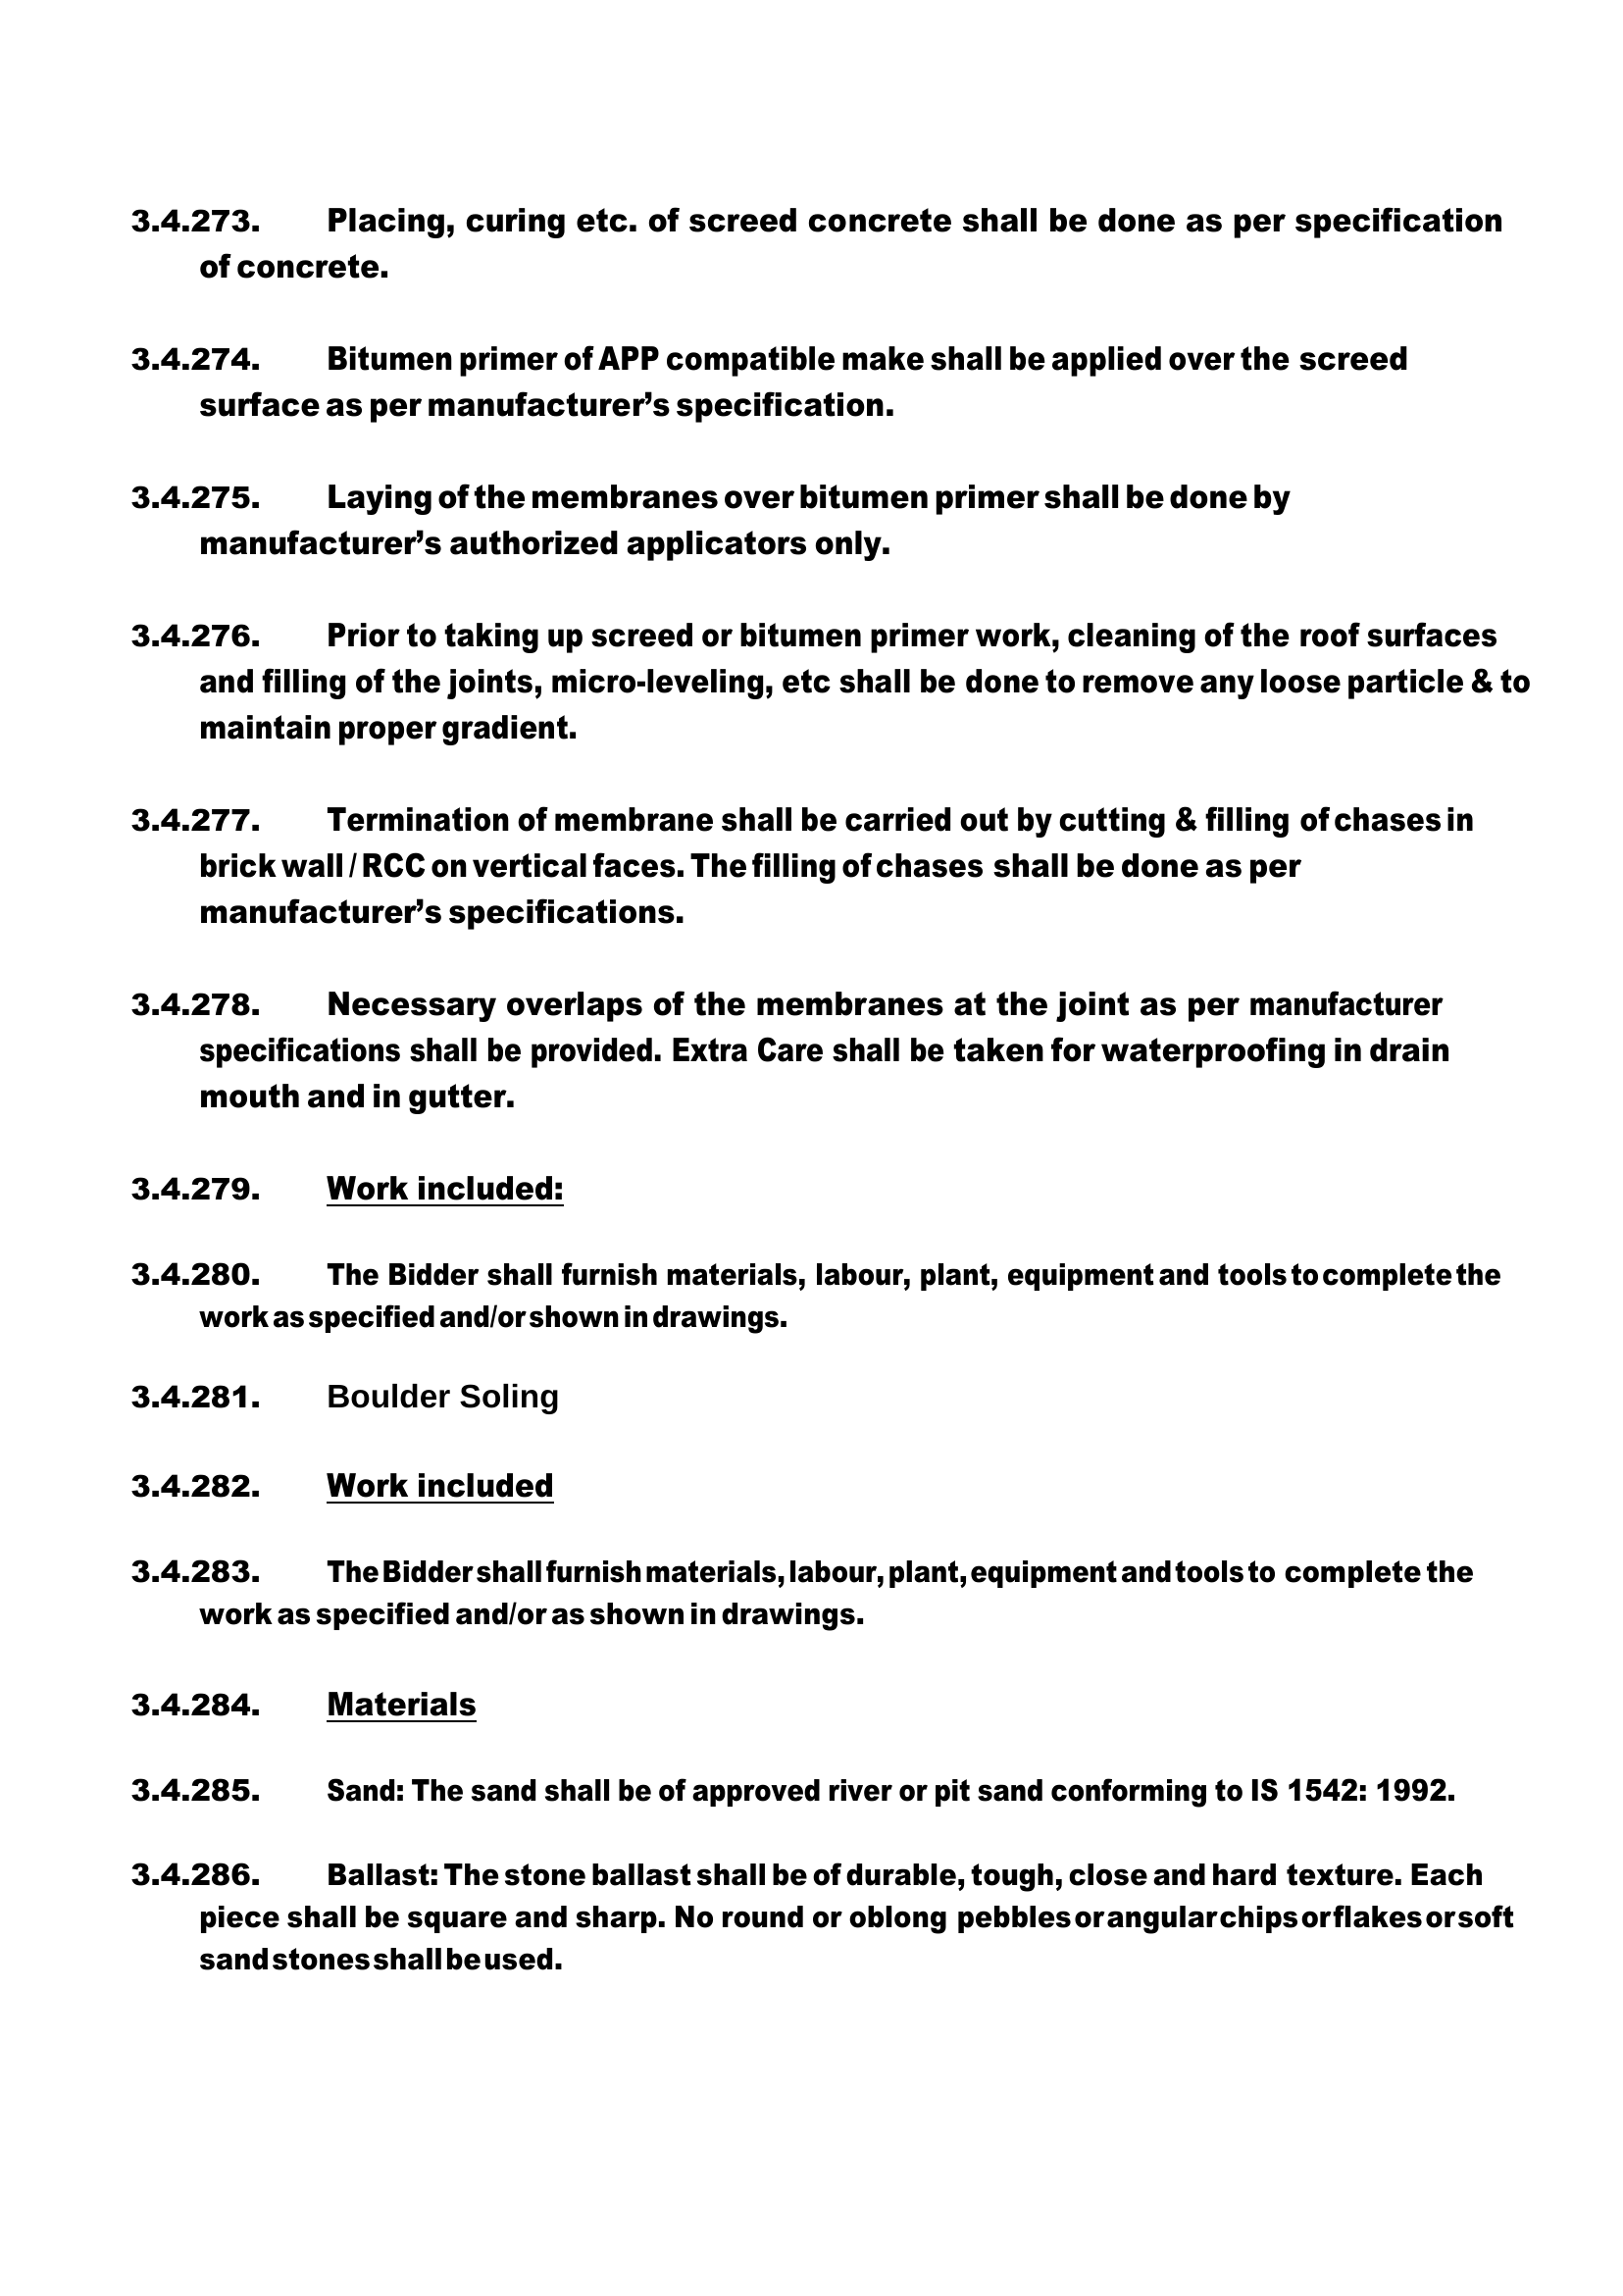 3.4.273. Placing, curing etc. of screed concrete shall be done as per specification
of concrete.
3.4.274. Bitumen primer of APP compatible make shall be applied over the screed
surface as per manufacturer’s specification.
3.4.275. Laying of the membranes over bitumen primer shall be done by
manufacturer’s authorized applicators only.
3.4.276. Prior to taking up screed or bitumen primer work, cleaning of the roof surfaces
and filling of the joints, micro-leveling, etc shall be done to remove any loose particle & to
maintain proper gradient.
3.4.277. Termination of membrane shall be carried out by cutting & filling of chases in
brick wall / RCC on vertical faces. The filling of chases shall be done as per
manufacturer’s specifications.
3.4.278. Necessary overlaps of the membranes at the joint as per manufacturer
specifications shall be provided. Extra Care shall be taken for waterproofing in drain
mouth and in gutter.
3.4.279. Work included:
3.4.280. The Bidder shall furnish materials, labour, plant, equipment and tools to complete the
work as specified and/or shown in drawings.
3.4.281. Boulder Soling
3.4.282. Work included
3.4.283. The Bidder shall furnish materials, labour, plant, equipment and tools to complete the
work as specified and/or as shown in drawings.
3.4.284. Materials
3.4.285. Sand: The sand shall be of approved river or pit sand conforming to IS 1542: 1992.
3.4.286. Ballast: The stone ballast shall be of durable, tough, close and hard texture. Each
piece shall be square and sharp. No round or oblong pebbles or angular chips or flakes or soft
sand stones shall be used.